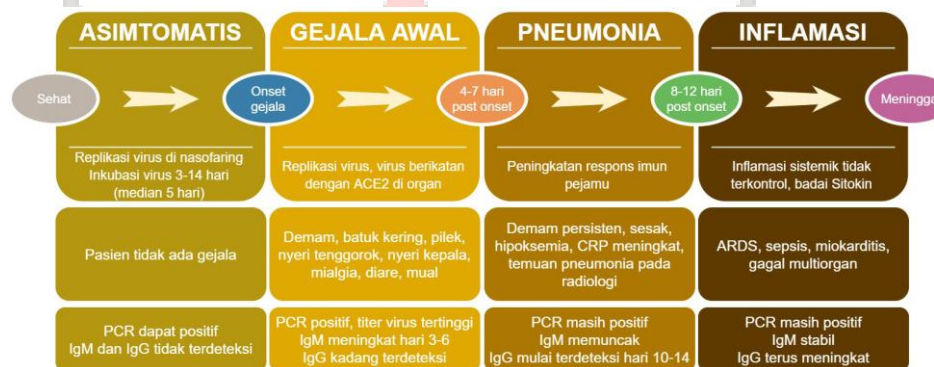 ASIMTOMATIS
GEJALA AWAL
PNEUMONIA
INFLAMASI
Sehat
Onset
gejala
4-7 hari
post onset
8-12 hari
post onset
Mening
Replikasi virus di nasofaring
Inkubasi virus 3-14 hari
(median 5 hari)
Replikasi virus, virus berikatan
dengan ACE2 di organ
Peningkatan respons imun
pejamu
Inflamasi sistemik tidak
terkontrol, badai Sitokin
Pasien tidak ada gejala
Demam, batuk kering, pilek,
nyeri tenggorok, nyeri kepala,
mialgia, diare, mual
Demam persisten, sesak,
hipoksemia, CRP meningkat,
temuan pneumonia pada
radiologi
ARDS, sepsis, miokarditis,
gagal multiorgan
PCR dapat positif
IgM dan IgG tidak terdeteksi
PCR positif, titer virus tertinggi
IgM meningkat hari 3-6
IgG kadang terdeteksi
PCR masih positif
IgM memuncak
IgG mulai terdeteksi hari 10-14
PCR masih positif
IgM stabil
IgG terus meningkat